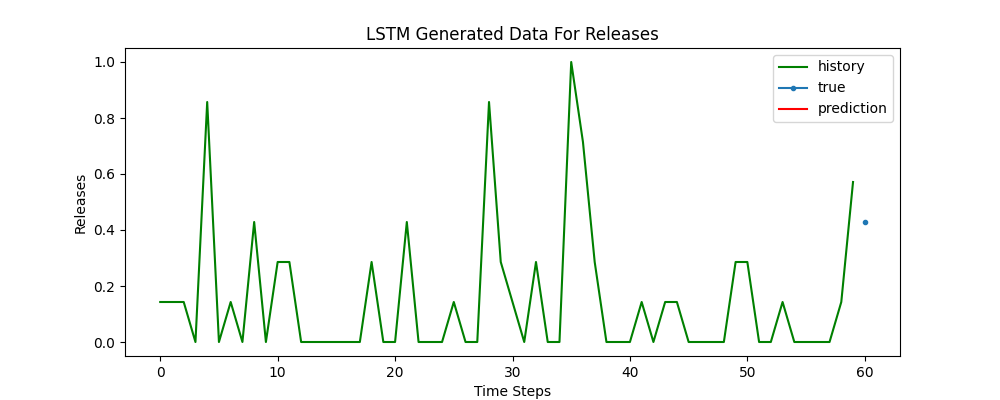 LSTM Generated Data For Releases
1.0
0.8
0.6
0.4
0.2
0.0
Releases
history
true
prediction
0 10 20 30 40 50 60
Time Steps